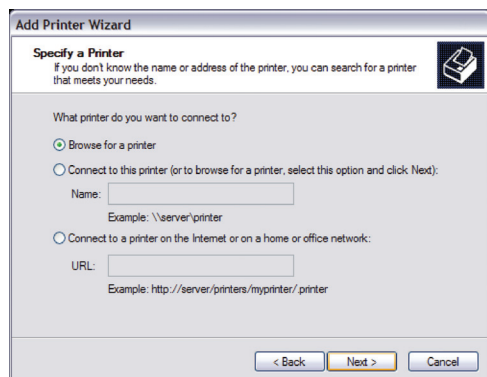 Add Printer Wizard
Specify a Printer
If you don't know the name or address of the printer, you can search for a printer
that meets your needs.
What printer do you want to connect to?
Browse for a printer
Connect to this printer (or to browse for a printer, select this option and click Next):
Name:
Example: \\server\printer
Connect to a printer on the Internet or on a home or office network:
URL:
Example: http://server/printers/myprinter/.printer
< Back Next > Cancel